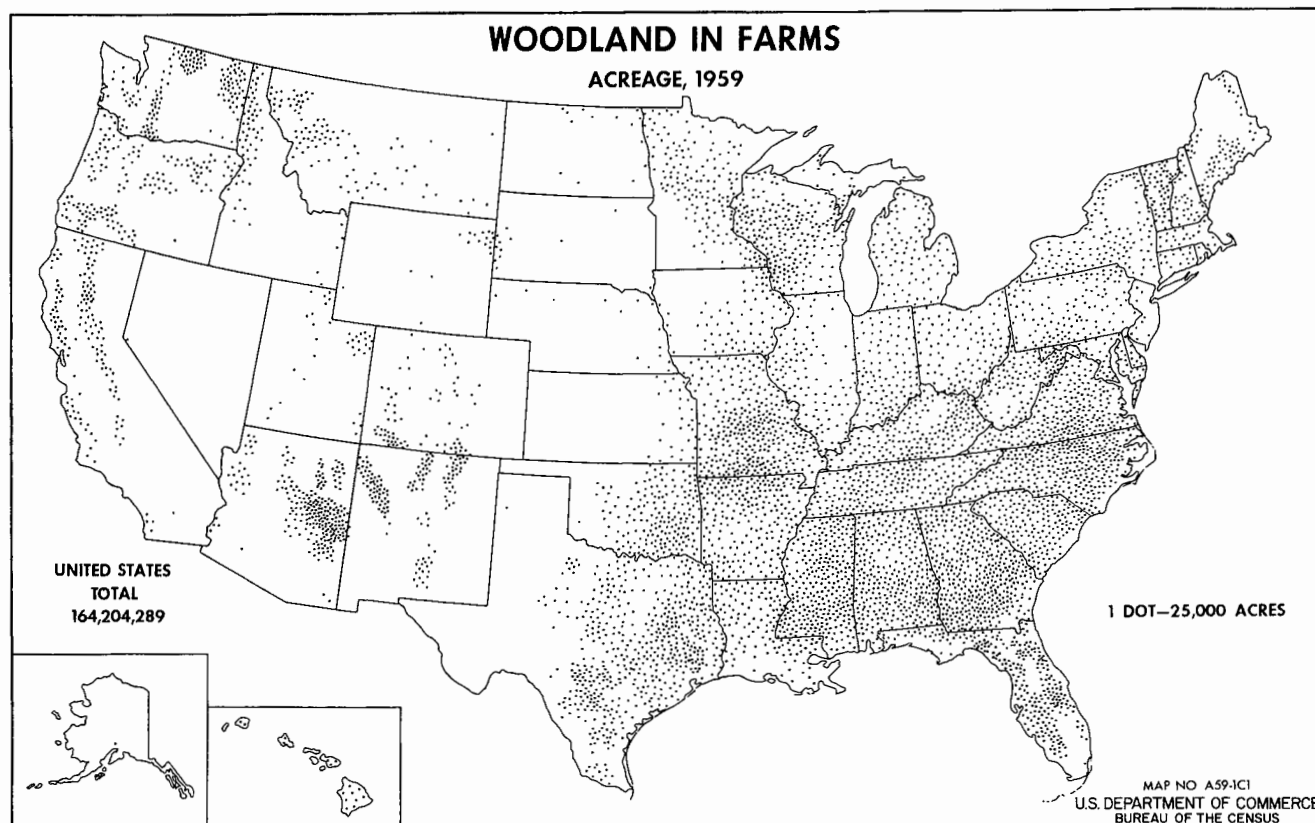 WOODLAND IN FARMS
ACREAGE, 1959
UNITED STATES
TOTAL
164,204,289
1 DOT—25,000 ACRES
MAP NO A59-1C1
U.S. DEPARTMENT OF COMMERCE
BUREAU OF THE CENSUS